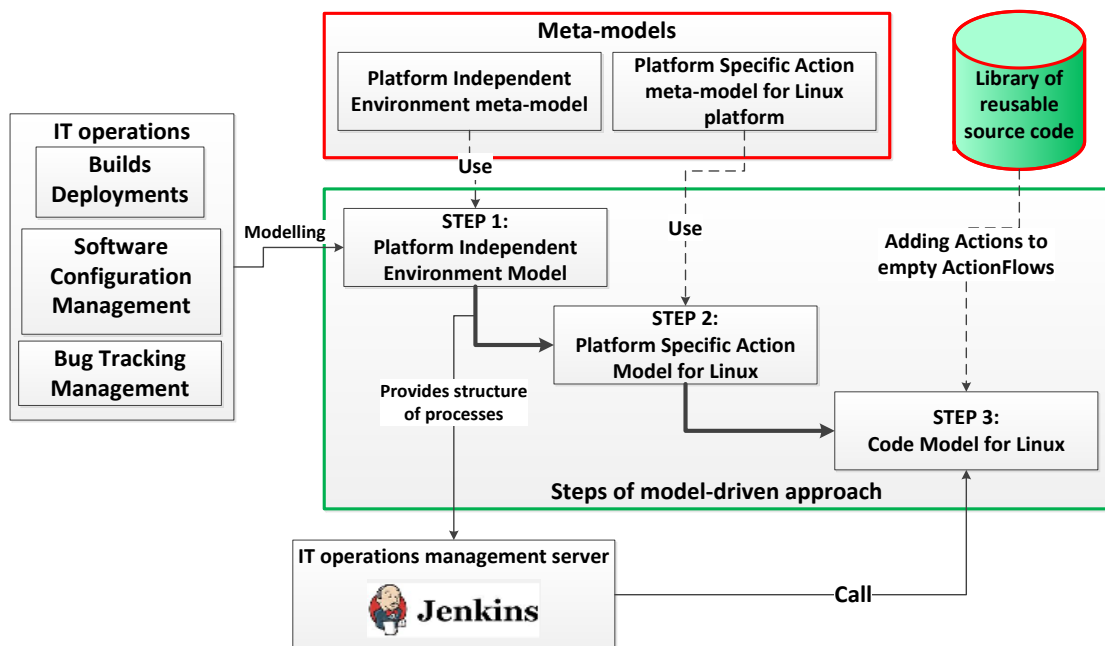 Meta-models
Platform Independent
Environment meta-model
Platform Specific Action
meta-model for Linux
platform
Library of
reusable
source code
IT operations
Builds
Deployments
Software
Configuration
Management
Bug Tracking
Management
Modelling
Use
Use
STEP 1:
Platform Independent
Environment Model
Adding Actions to
empty ActionFlows
STEP 2:
Platform Specific Action
Model for Linux
Provides structure
of processes
STEP 3:
Code Model for Linux
Steps of model-driven approach
IT operations management server
Jenkins
Call